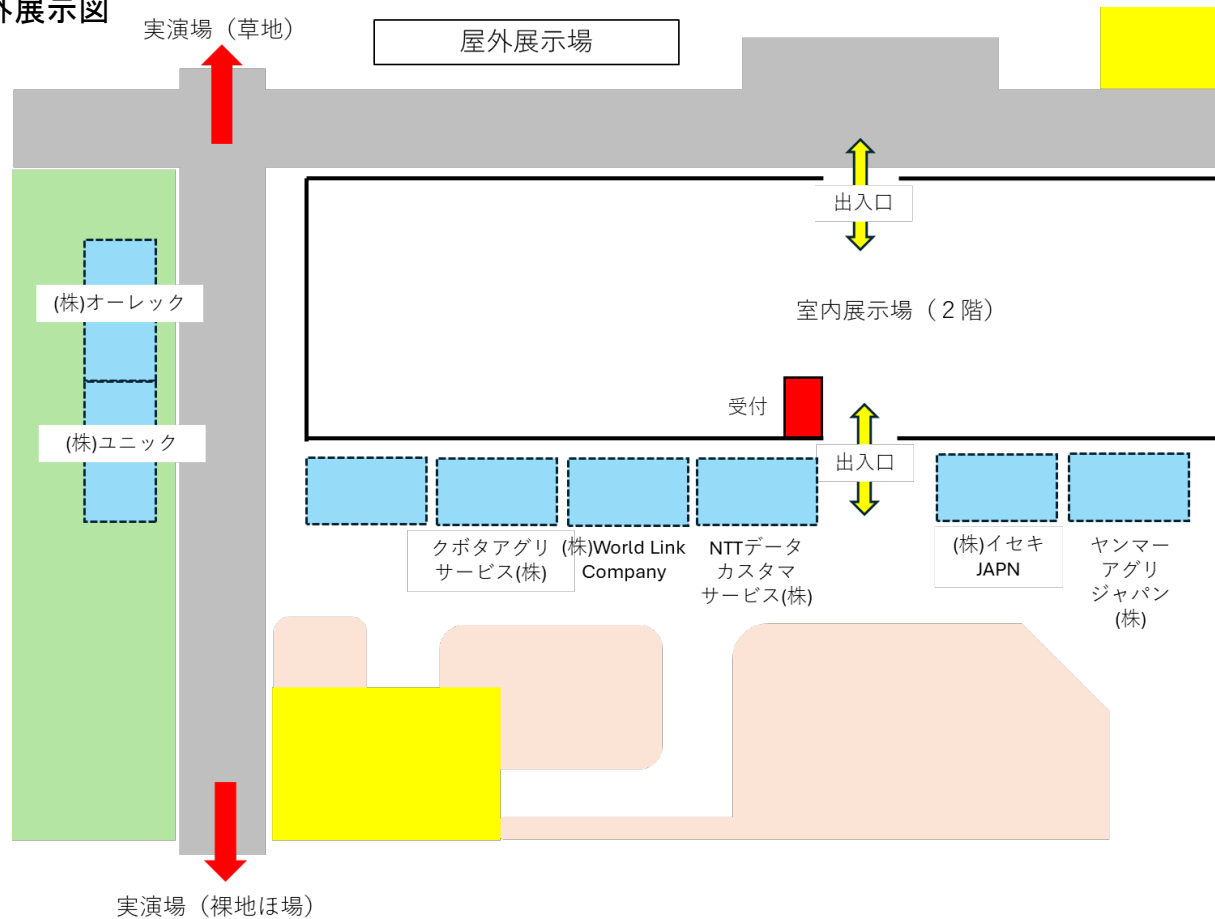 外展示図
実演場（草地）
屋外展示場
出入口
(株)オーレック
室内展示場（２階）
受付
(株)ユニック
出入口
クボタアグリ
サービス(株)
(株)World Link
Company
NTTデータ
カスタマ
サービス(株)
(株)イセキ
JAPN
ヤンマー
アグリ
ジャパン
(株)
実演場（裸地ほ場）